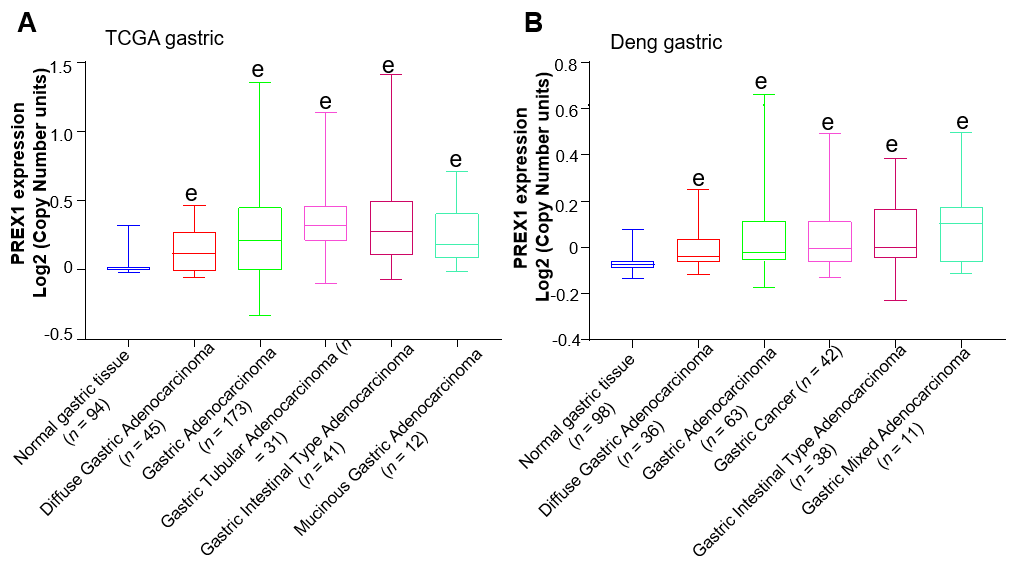 A
TCGA gastric
PREX1 expression
Log2 (Copy Number units)
1.5
1.0
0.5
0
-0.5
e
e
e
e
e
Normal gastric tissue
(n = 94)
Diffuse Gastric Adenocarcinoma
(n = 45)
Gastric Adenocarcinoma
(n = 173)
Gastric Tubular Adenocarcinoma (n
= 31)
Gastric Intestinal Type Adenocarcinoma
(n = 41)
Mucinous Gastric Adenocarcinoma
(n = 12)
B
Deng gastric
PREX1 expression
Log2 (Copy Number units)
0.8
0.6
0.4
0.2
0
-0.2
-0.4
e
e
e
e
e
Normal gastric tissue
(n = 98)
Diffuse Gastric Adenocarcinoma
(n = 36)
Gastric Adenocarcinoma
(n = 63)
Gastric Cancer (n = 42)
Gastric Intestinal Type Adenocarcinoma
(n = 38)
Gastric Mixed Adenocarcinoma
(n = 11)